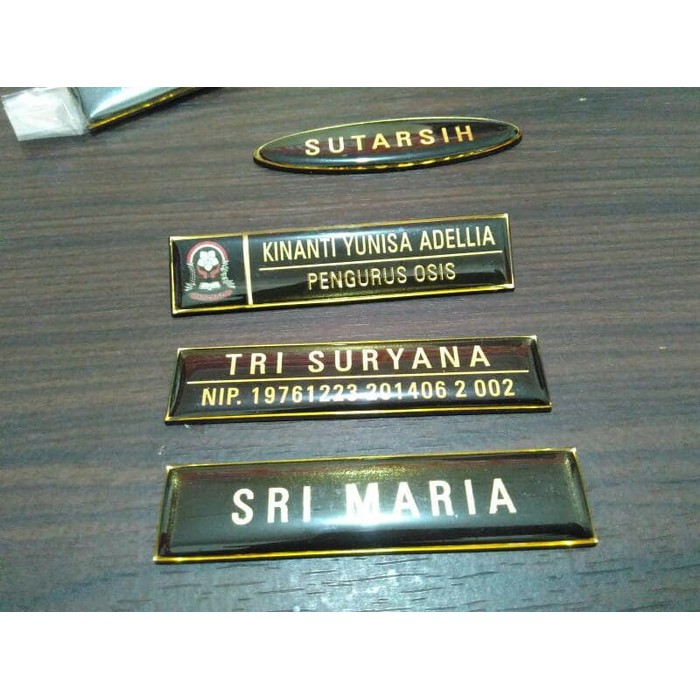 SUTARSIH
KINANTI YUNISA ADELLIA
PENGURUS OSIS
TRI SURYANA
NIP. 19761223 201406 2 002
SRI MARIA